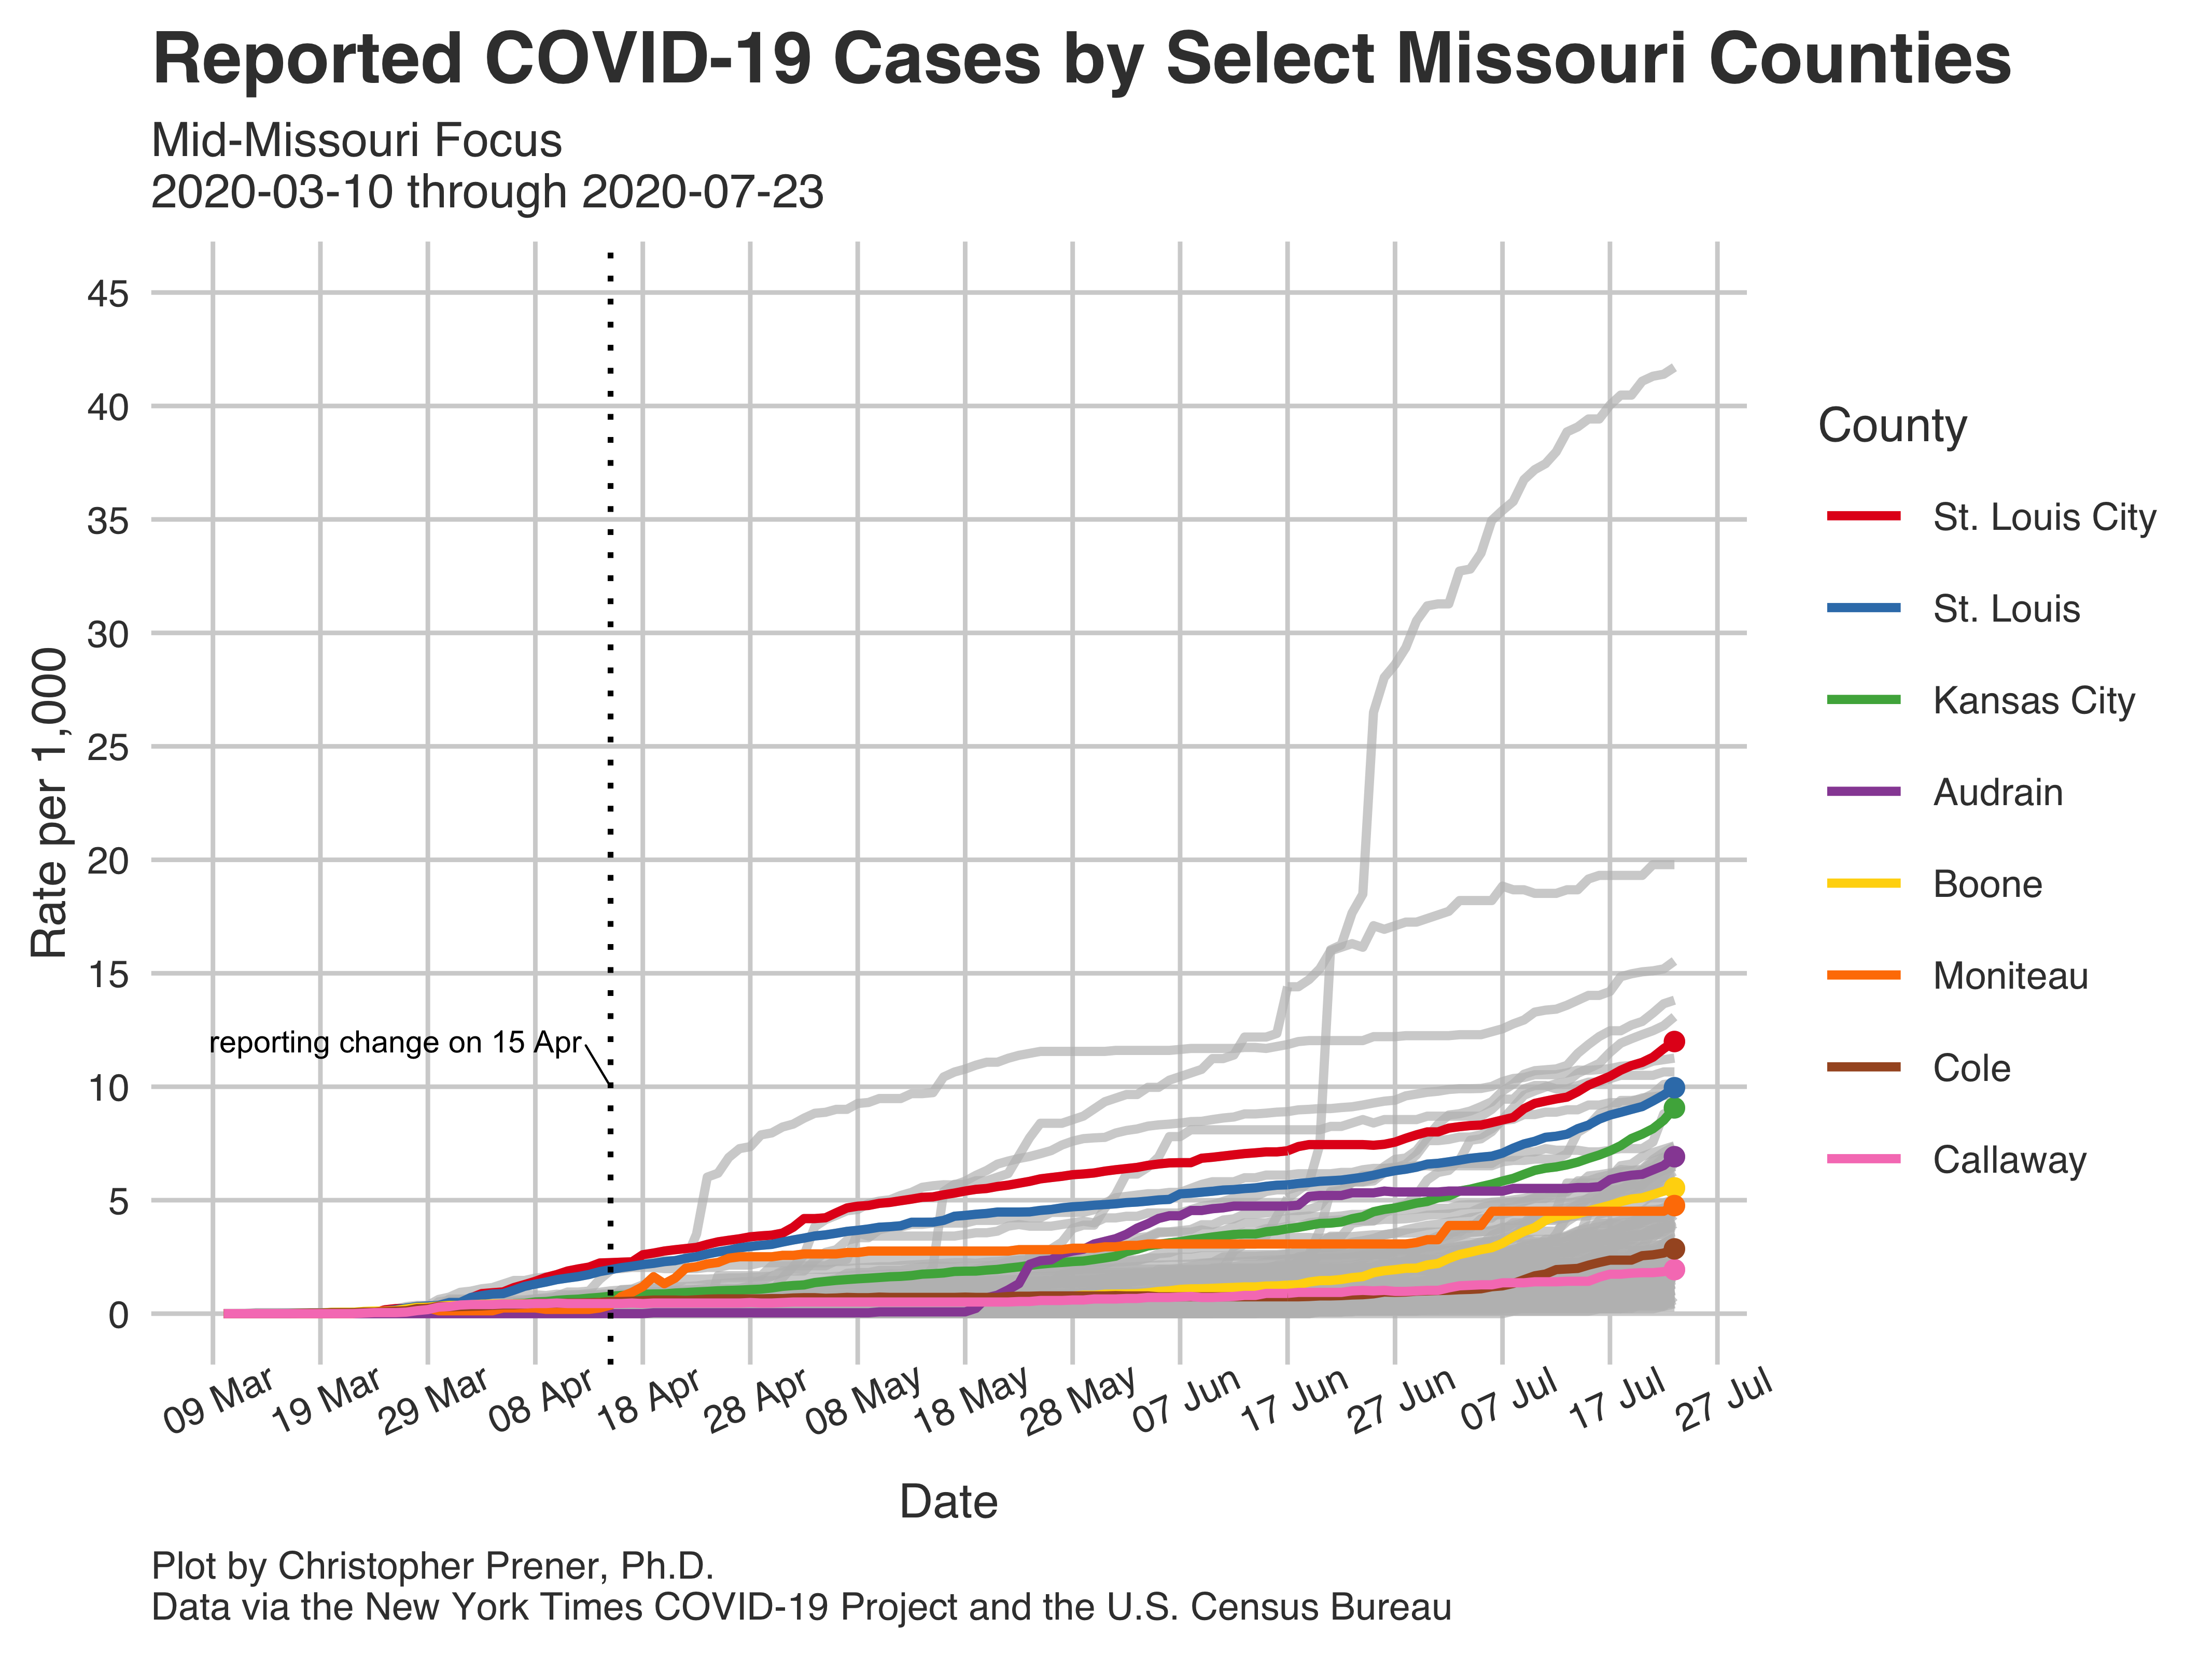 Reported COVID-19 Cases by Select Missouri Counties
Mid-Missouri Focus
2020-03-10 through 2020-07-23
Rate per 1,000
45
40
35
30
25
20
15
10
5
0
reporting change on 15 Apr
09 Mar
19 Mar
29 Mar
08 Apr
18 Apr
28 Apr
08 May
18 May
28 May
07 Jun
17 Jun
27 Jun
07 Jul
17 Jul
27 Jul
Date
County
St. Louis City
St. Louis
Kansas City
Audrain
Boone
Moniteau
Cole
Callaway
Plot by Christopher Prener, Ph.D.
Data via the New York Times COVID-19 Project and the U.S. Census Bureau